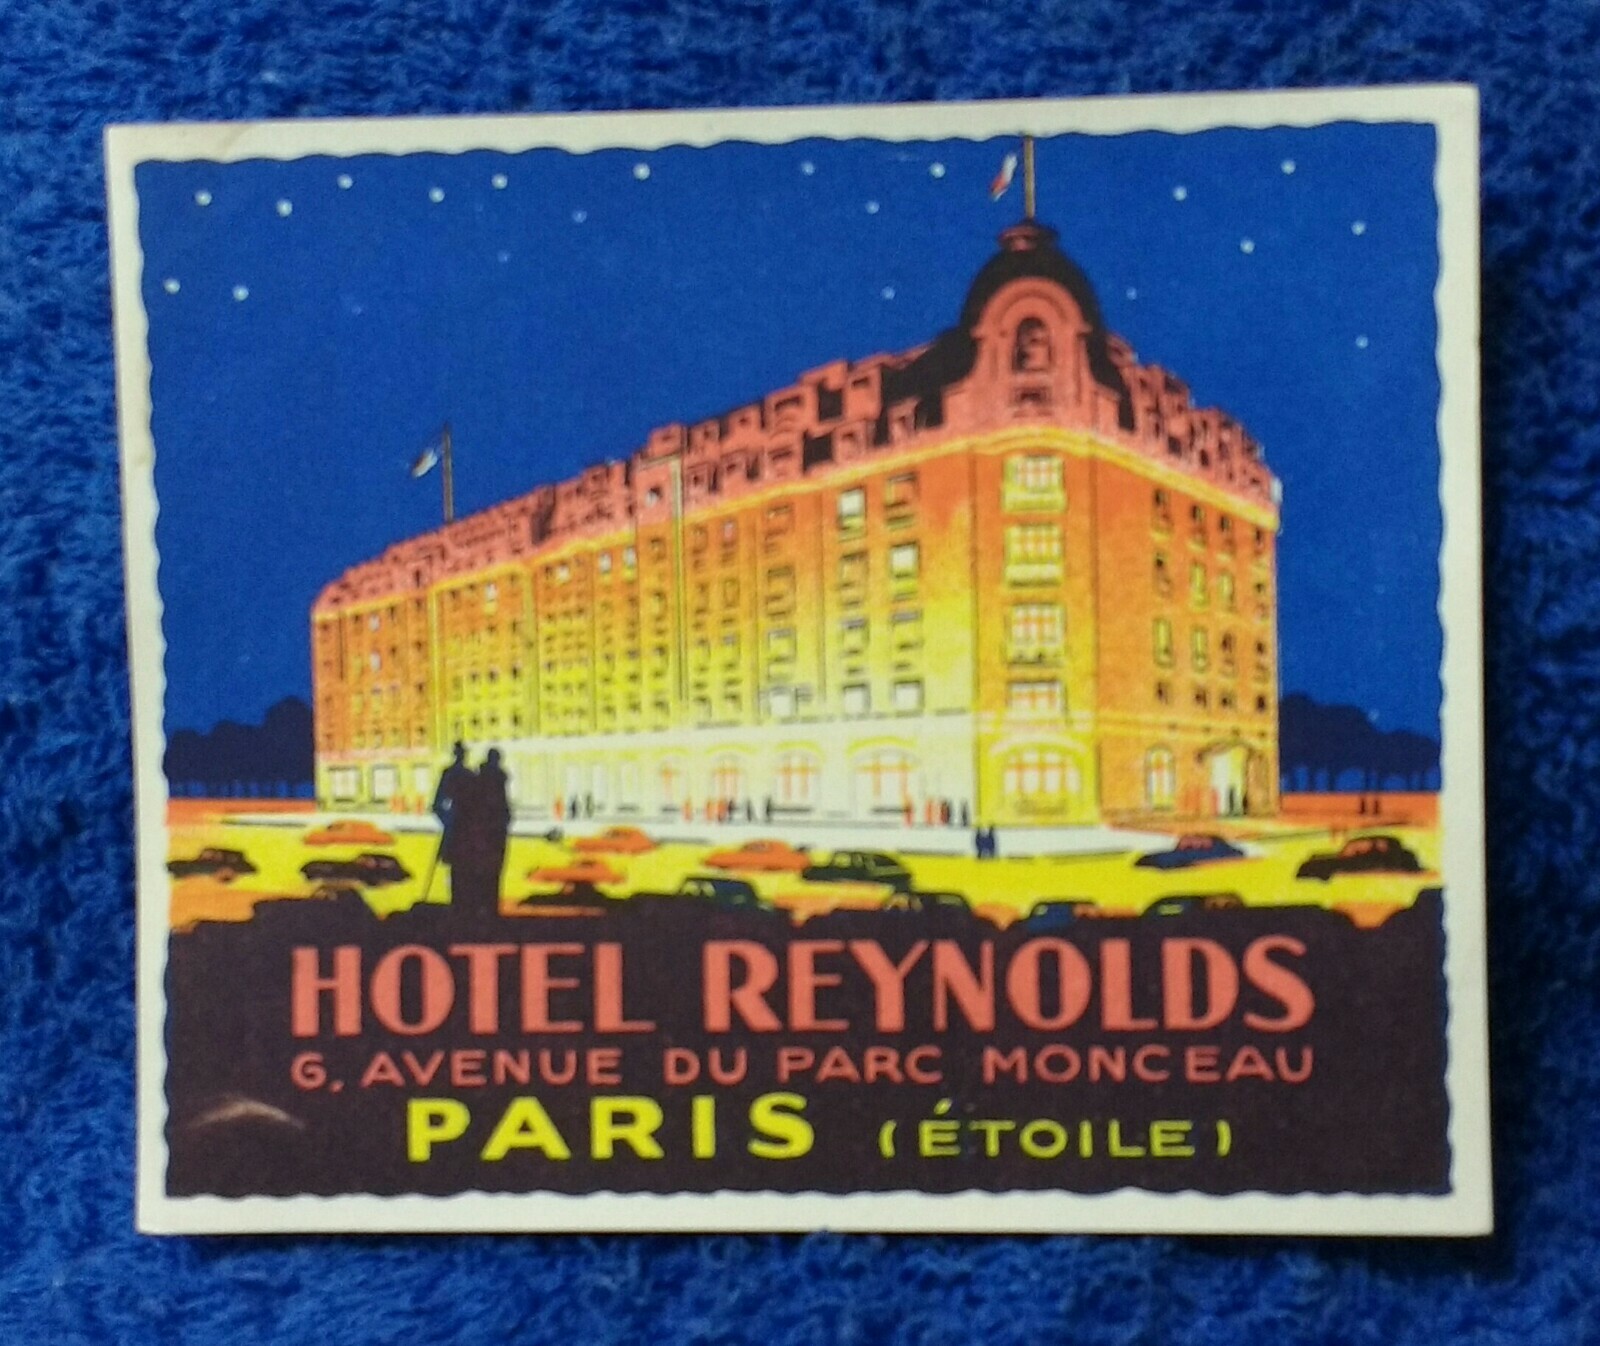 HOTEL REYNOLDS
6, AVENUE DU PARC MONCEAU
PARIS (ÉTOILE)